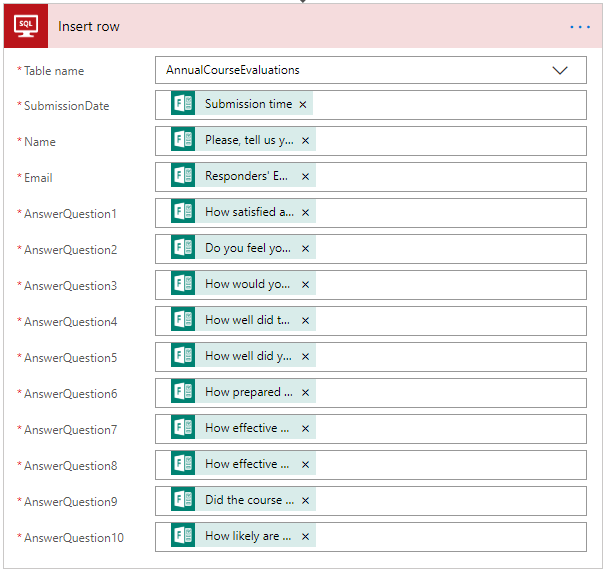 SQL Insert row ...
* Table name AnnualCourseEvaluations
* SubmissionDate F Submission time ×
* Name F Please, tell us y... ×
* Email F Responders' E... ×
* AnswerQuestion1 F How satisfied a... ×
* AnswerQuestion2 F Do you feel yo... ×
* AnswerQuestion3 F How would yo... ×
* AnswerQuestion4 F How well did t... ×
* AnswerQuestion5 F How well did y... ×
* AnswerQuestion6 F How prepared ... ×
* AnswerQuestion7 F How effective ... ×
* AnswerQuestion8 F How effective ... ×
* AnswerQuestion9 F Did the course ... ×
* AnswerQuestion10 F How likely are ... ×